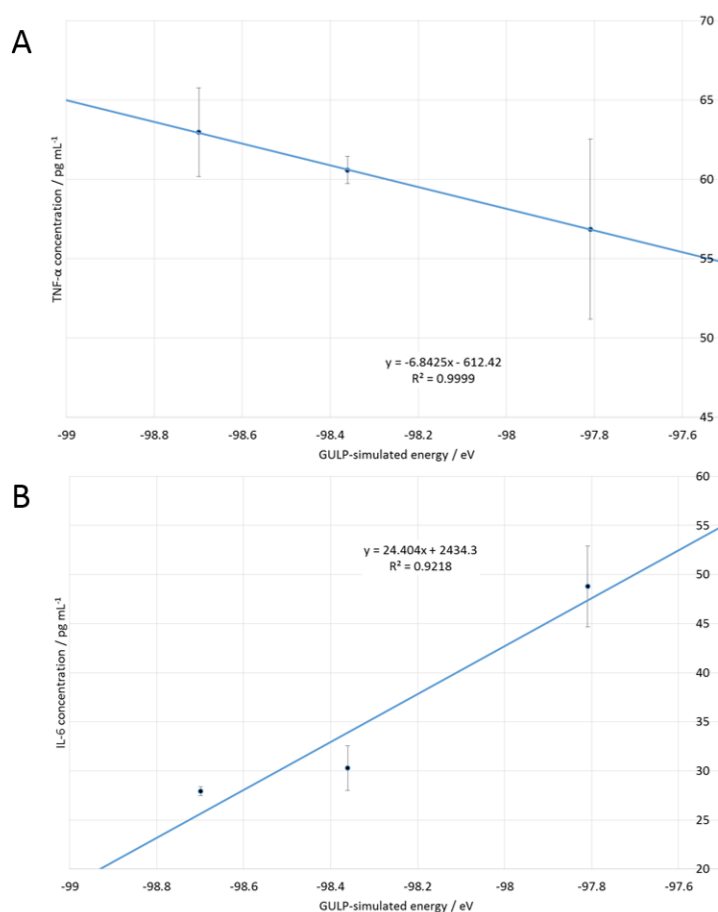 A
70
65
60
55
50
45
TNF-α concentration / pg mL⁻¹
y = -6.8425x - 612.42
R² = 0.9999
-99 -98.8 -98.6 -98.4 -98.2 -98 -97.8 -97.6
GULP-simulated energy / eV
B
60
55
50
45
40
35
30
25
20
y = 24.404x + 2434.3
R² = 0.9218
IL-6 concentration / pg mL⁻¹
-99 -98.8 -98.6 -98.4 -98.2 -98 -97.8 -97.6
GULP-simulated energy / eV